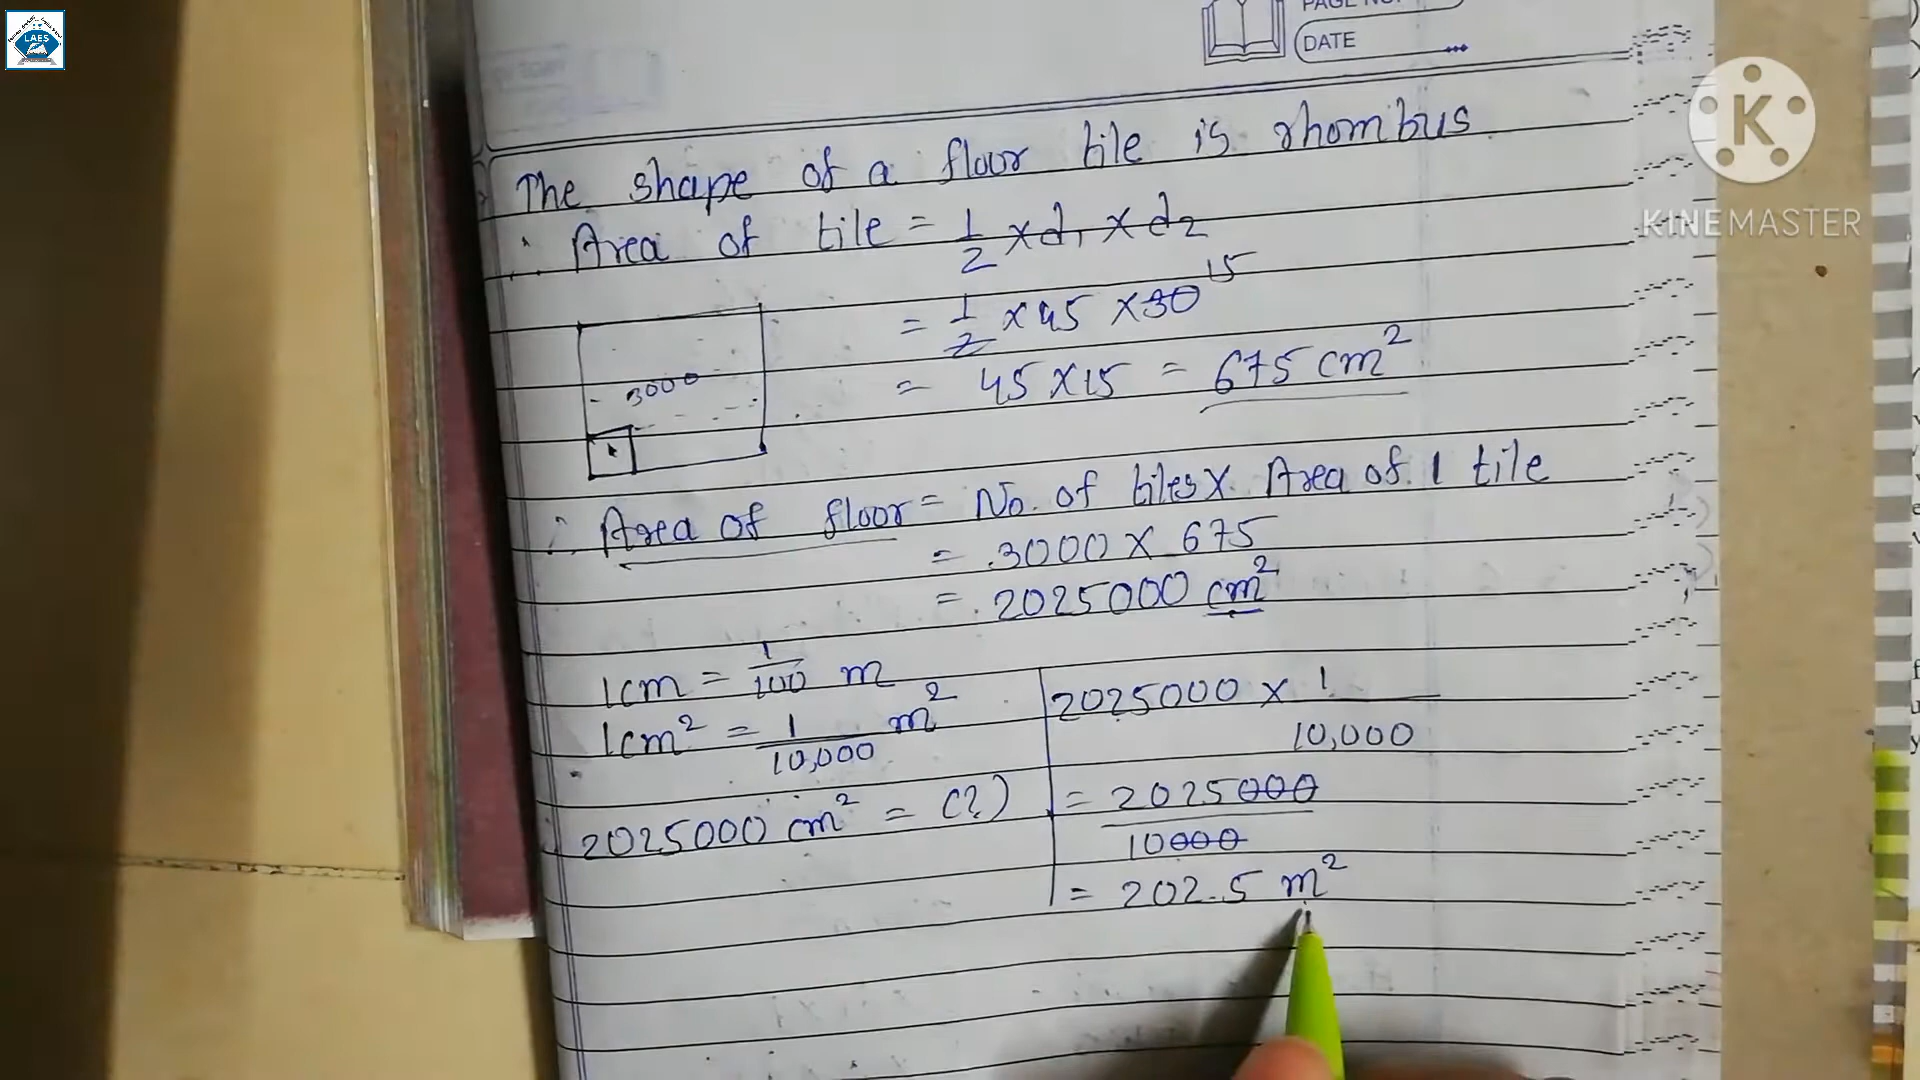 LAES
PAGE NO.
DATE
K
KINEMASTER
The shape of a floor tile is rhombus
∴ Area of tile = 1/2 × d1 × d2
= 1/2 × 45 × 30 15
= 45 × 15 = 675 cm²
3000
∴ Area of floor = No. of tiles × Area of 1 tile
= 3000 × 675
= 2025000 cm²
1cm = 1/100 m
1cm² = 1/10,000 m²
2025000 cm² = (?)
2025000 × 1/10,000
= 2025000/10000
= 202.5 m²